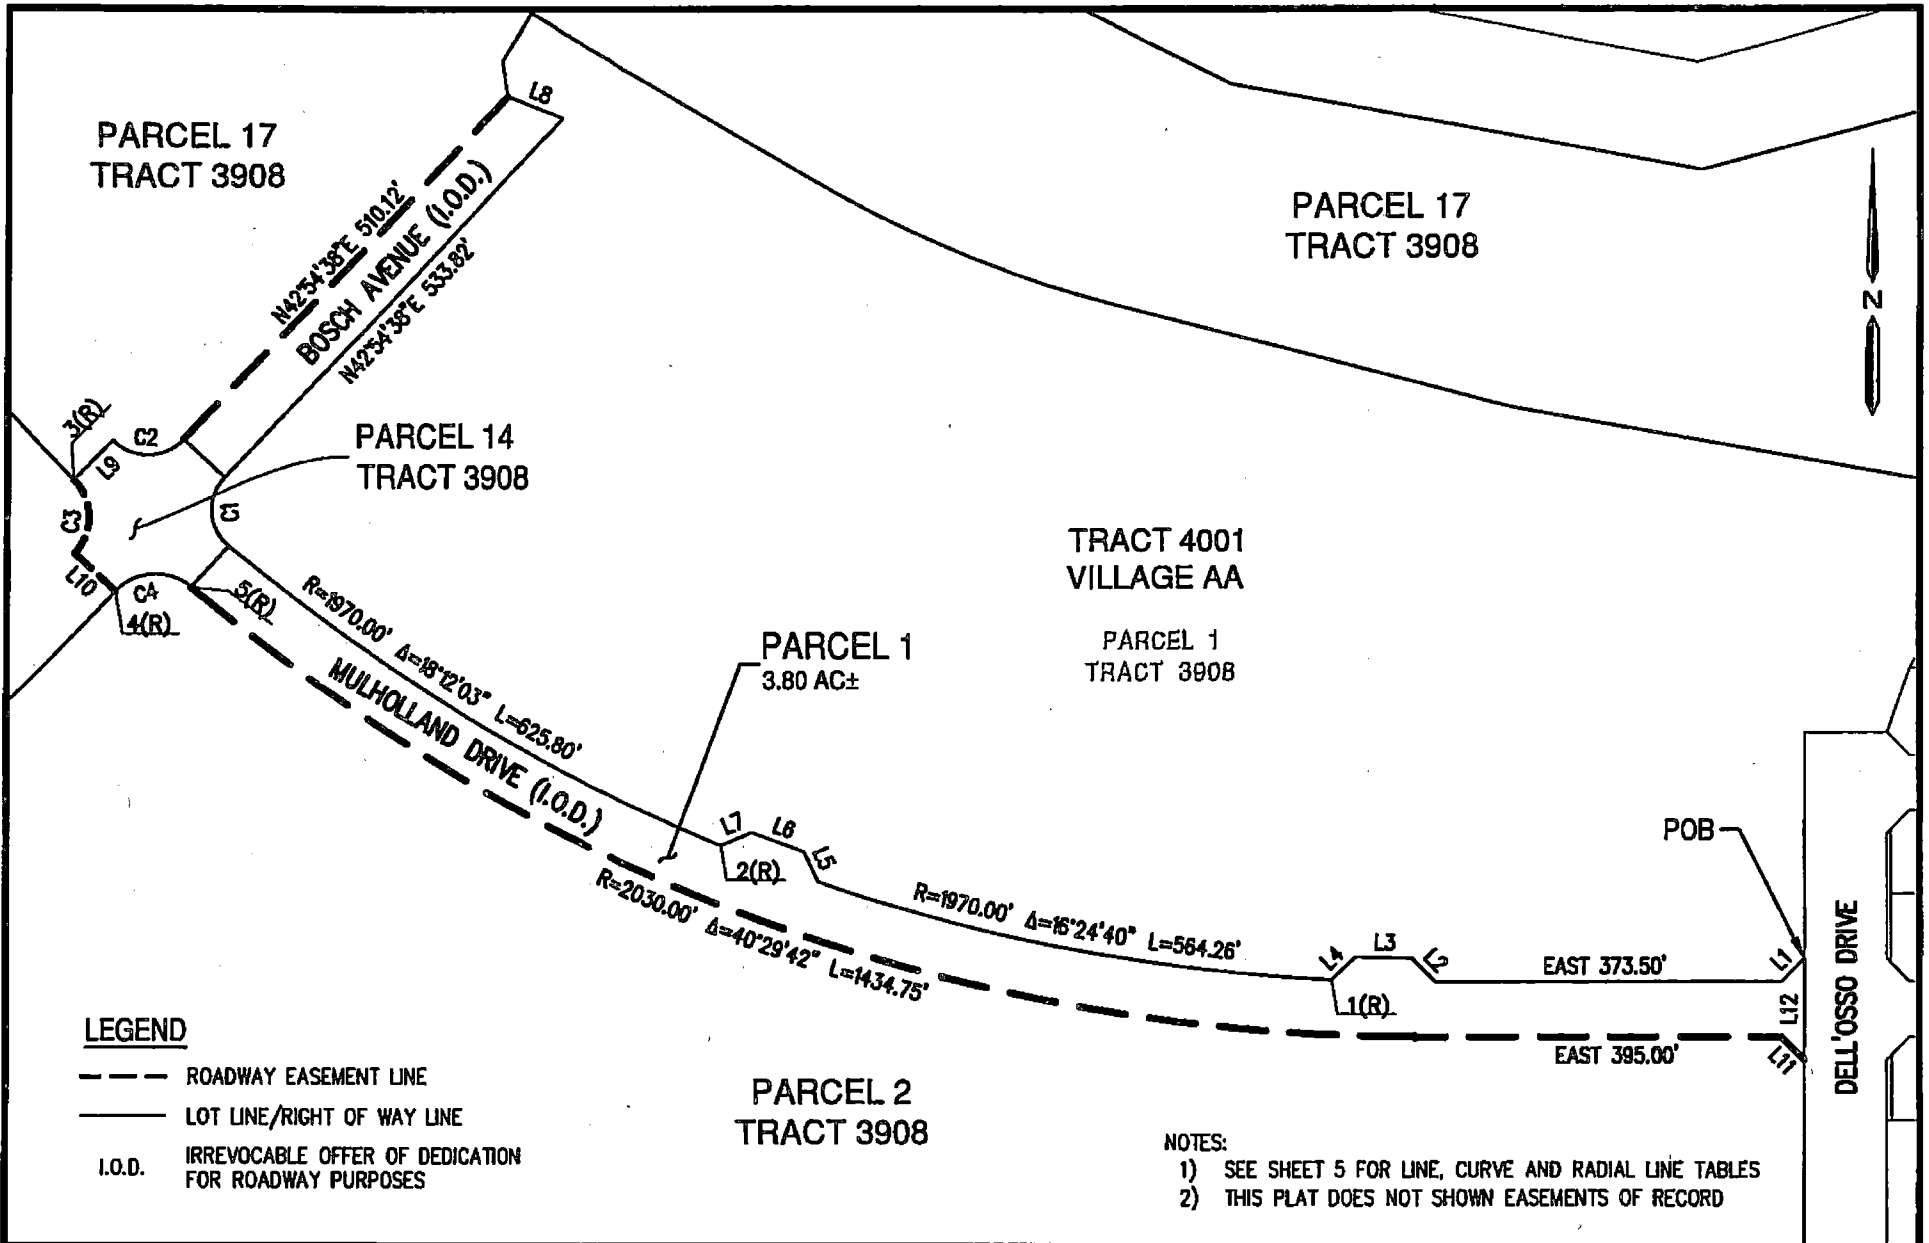 L8
PARCEL 17
TRACT 3908
N42°54'38"E 510.12'
BOSCH AVENUE (I.O.D.)
N42°54'38"E 533.82'
PARCEL 17
TRACT 3908
N
3(R)
C2
L9
PARCEL 14
TRACT 3908
C3
C1
L10
C4
4(R)
5(R)
TRACT 4001
VILLAGE AA
PARCEL 1
TRACT 3908
R=1970.00' Δ=18°12'03" L=625.80'
MULHOLLAND DRIVE (I.O.D.)
PARCEL 1
3.80 AC±
L7
L6
L5
2(R)
R=2030.00' Δ=40°29'42" L=1434.75'
R=1970.00' Δ=16°24'40" L=564.26'
POB
L4
L3
L2
EAST 373.50'
L1
1(R)
L12
EAST 395.00'
L11
DELL'OSSO DRIVE
LEGEND
ROADWAY EASEMENT LINE
LOT LINE/RIGHT OF WAY LINE
I.O.D. IRREVOCABLE OFFER OF DEDICATION
FOR ROADWAY PURPOSES
PARCEL 2
TRACT 3908
NOTES:
1) SEE SHEET 5 FOR LINE, CURVE AND RADIAL LINE TABLES
2) THIS PLAT DOES NOT SHOWN EASEMENTS OF RECORD